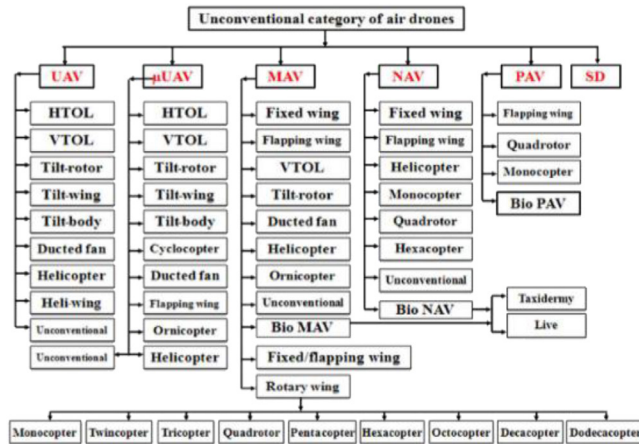 Unconventional category of air drones
UAV
HTOL
VTOL
Tilt-rotor
Tilt-wing
Tilt-body
Ducted fan
Helicopter
Heli-wing
Unconventional
Unconventional
µUAV
HTOL
VTOL
Tilt-rotor
Tilt-wing
Tilt-body
Cyclocopter
Ducted fan
Flapping wing
Ornicopter
Helicopter
MAV
Fixed wing
Flapping wing
VTOL
Tilt-rotor
Ducted fan
Helicopter
Ornicopter
Unconventional
Bio MAV
Fixed/flapping wing
Rotary wing
NAV
Fixed wing
Flapping wing
Helicopter
Monocopter
Quadrotor
Hexacopter
Unconventional
Bio NAV
Taxidermy
Live
PAV
Flapping wing
Quadrotor
Monocopter
Bio PAV
SD
Monocopter
Twincopter
Tricopter
Quadrotor
Pentacopter
Hexacopter
Octocopter
Decacopter
Dodecacopter